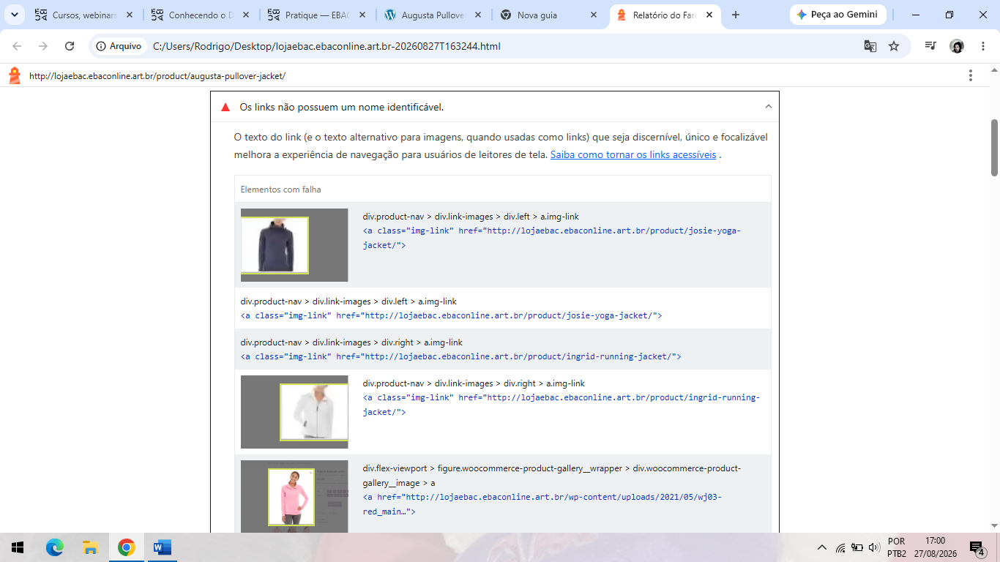 Cursos, webinars
Conhecendo o D
Pratique — EBAC
Augusta Pullover
Nova guia
Relatório do Far
Peça ao Gemini
Arquivo
C:/Users/Rodrigo/Desktop/lojaebac.ebaconline.art.br-20260827T163244.html
http://lojaebac.ebaconline.art.br/product/augusta-pullover-jacket/
Os links não possuem um nome identificável.
O texto do link (e o texto alternativo para imagens, quando usadas como links) que seja discernível, único e focalizável
melhora a experiência de navegação para usuários de leitores de tela. Saiba como tornar os links acessíveis .
Elementos com falha
div.product-nav > div.link-images > div.left > a.img-link
<a class="img-link" href="http://lojaebac.ebaconline.art.br/product/josie-yoga-
jacket/">
div.product-nav > div.link-images > div.left > a.img-link
<a class="img-link" href="http://lojaebac.ebaconline.art.br/product/josie-yoga-jacket/">
div.product-nav > div.link-images > div.right > a.img-link
<a class="img-link" href="http://lojaebac.ebaconline.art.br/product/ingrid-running-jacket/">
div.product-nav > div.link-images > div.right > a.img-link
<a class="img-link" href="http://lojaebac.ebaconline.art.br/product/ingrid-running-
jacket/">
div.flex-viewport > figure.woocommerce-product-gallery__wrapper > div.woocommerce-product-
gallery__image > a
<a href="http://lojaebac.ebaconline.art.br/wp-content/uploads/2021/05/wj03-
red_main…">
POR
PTB2
17:00
27/08/2026
4